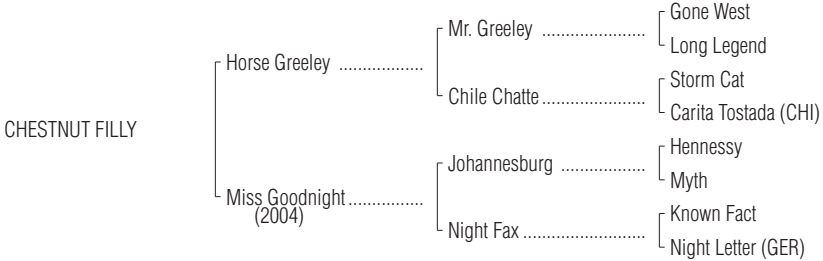 Gone West
Mr. Greeley ......................
Long Legend
Horse Greeley ..................
Storm Cat
Chile Chatte ......................
Carita Tostada (CHI)
CHESTNUT FILLY
Hennessy
Johannesburg ..................
Myth
Miss Goodnight ................
(2004)
Known Fact
Night Fax ..........................
Night Letter (GER)